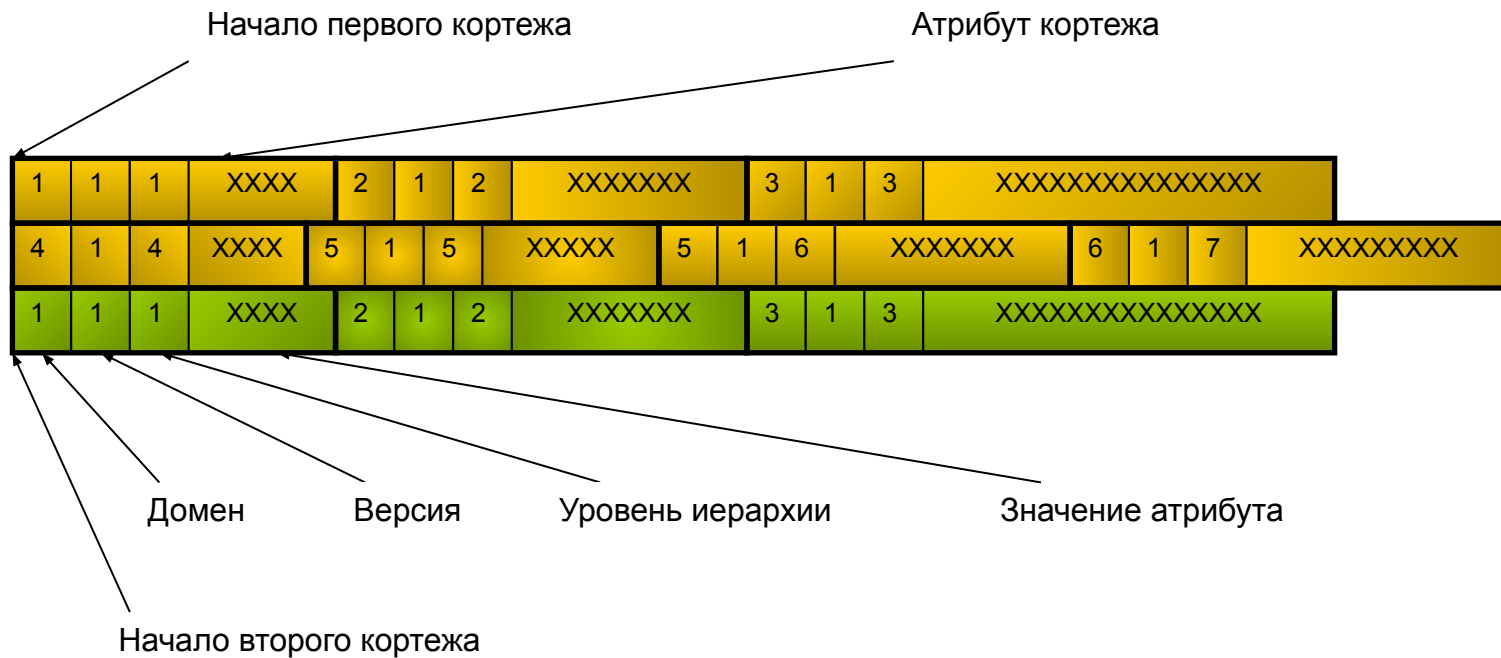 Начало первого кортежа Атрибут кортежа
1 1 1 XXXX 2 1 2 XXXXXXX 3 1 3 XXXXXXXXXXXXXXX
4 1 4 XXXX 5 1 5 XXXXX 5 1 6 XXXXXXX 6 1 7 XXXXXXXXX
1 1 1 XXXX 2 1 2 XXXXXXX 3 1 3 XXXXXXXXXXXXXXX
Домен Версия Уровень иерархии Значение атрибута
Начало второго кортежа